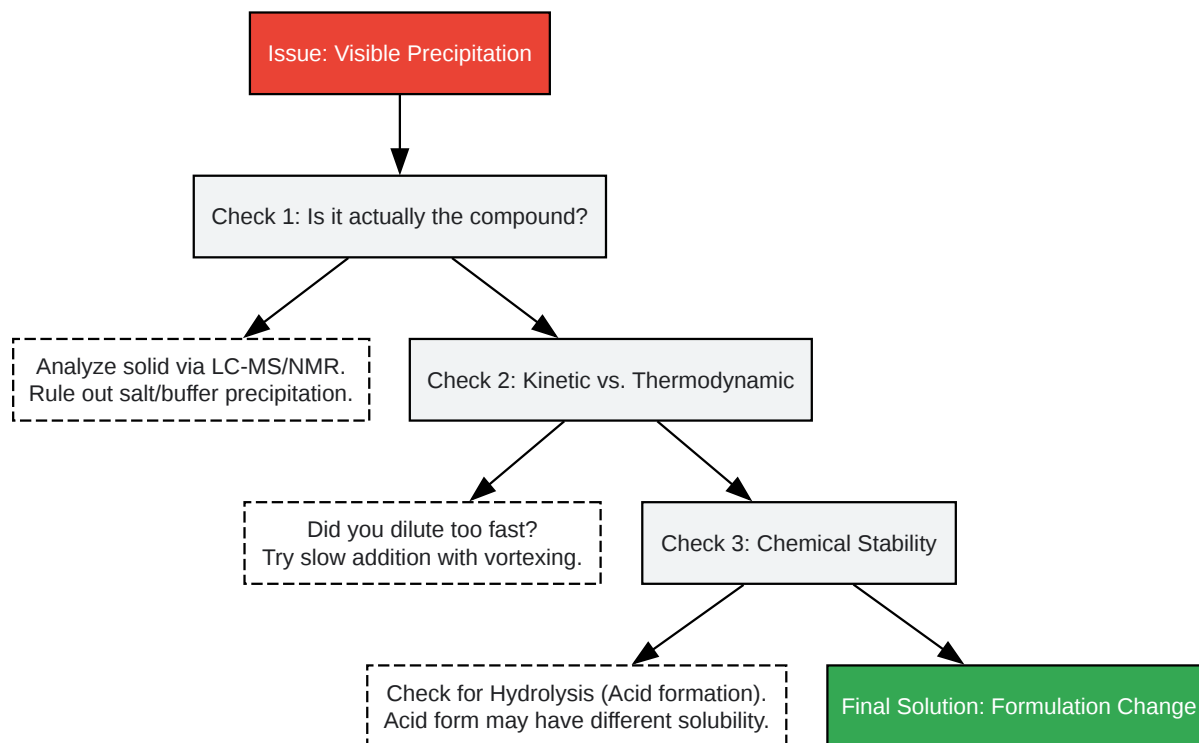 Issue: Visible Precipitation
Check 1: Is it actually the compound?
Analyze solid via LC-MS/NMR.
Rule out salt/buffer precipitation.
Check 2: Kinetic vs. Thermodynamic
Did you dilute too fast?
Try slow addition with vortexing.
Check 3: Chemical Stability
Check for Hydrolysis (Acid formation).
Acid form may have different solubility.
Final Solution: Formulation Change